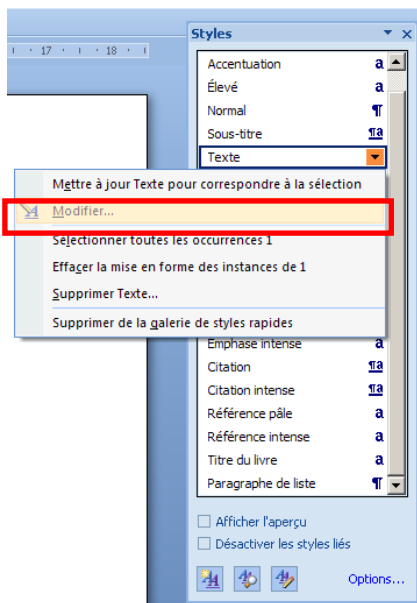 Styles
17 18
Accentuation a
Élevé a
Normal ¶
Sous-titre ¶a
Texte
Mettre à jour Texte pour correspondre à la sélection
Modifier...
Sélectionner toutes les occurrences 1
Effacer la mise en forme des instances de 1
Supprimer Texte...
Supprimer de la galerie de styles rapides
Emphase intense a
Citation ¶a
Citation intense ¶a
Référence pâle a
Référence intense a
Titre du livre a
Paragraphe de liste ¶
Afficher l'aperçu
Désactiver les styles liés
Options...